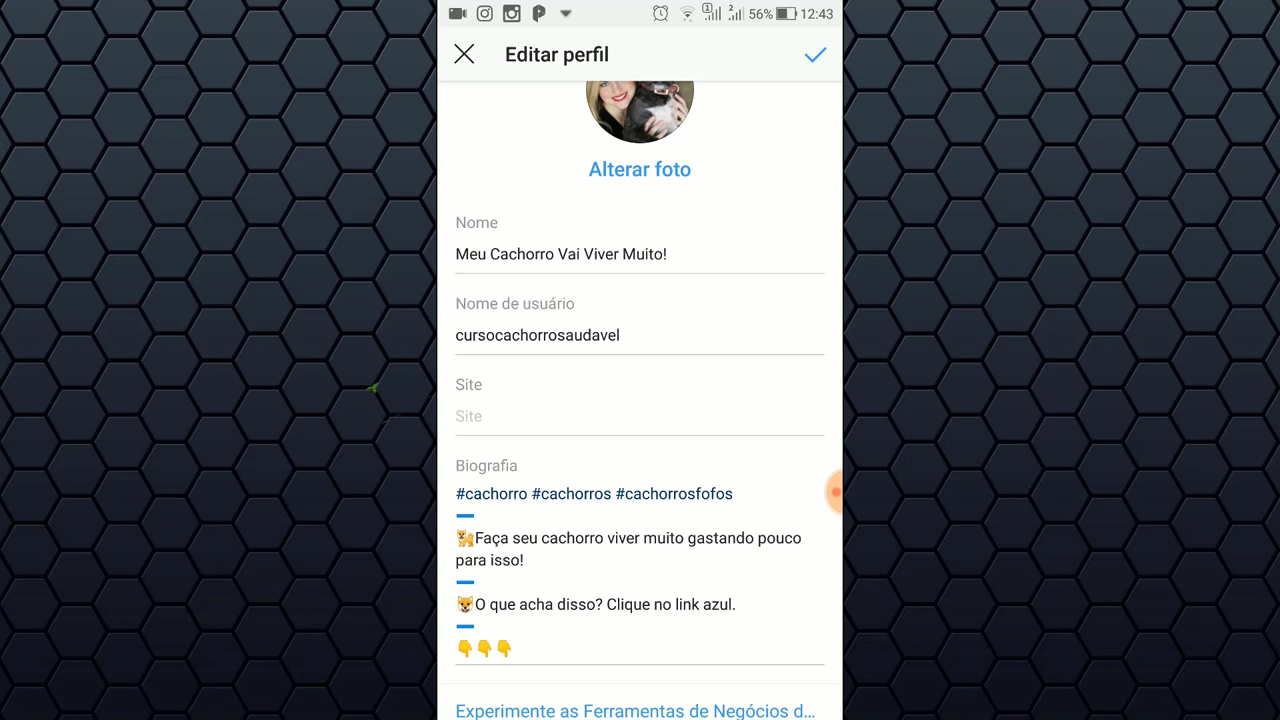 56% 12:43
Editar perfil
Alterar foto
Nome
Meu Cachorro Vai Viver Muito!
Nome de usuário
cursocachorrosaudavel
Site
Site
Biografia
#cachorro #cachorros #cachorrosfofos
Faça seu cachorro viver muito gastando pouco
para isso!
O que acha disso? Clique no link azul.
Experimente as Ferramentas de Negócios d...